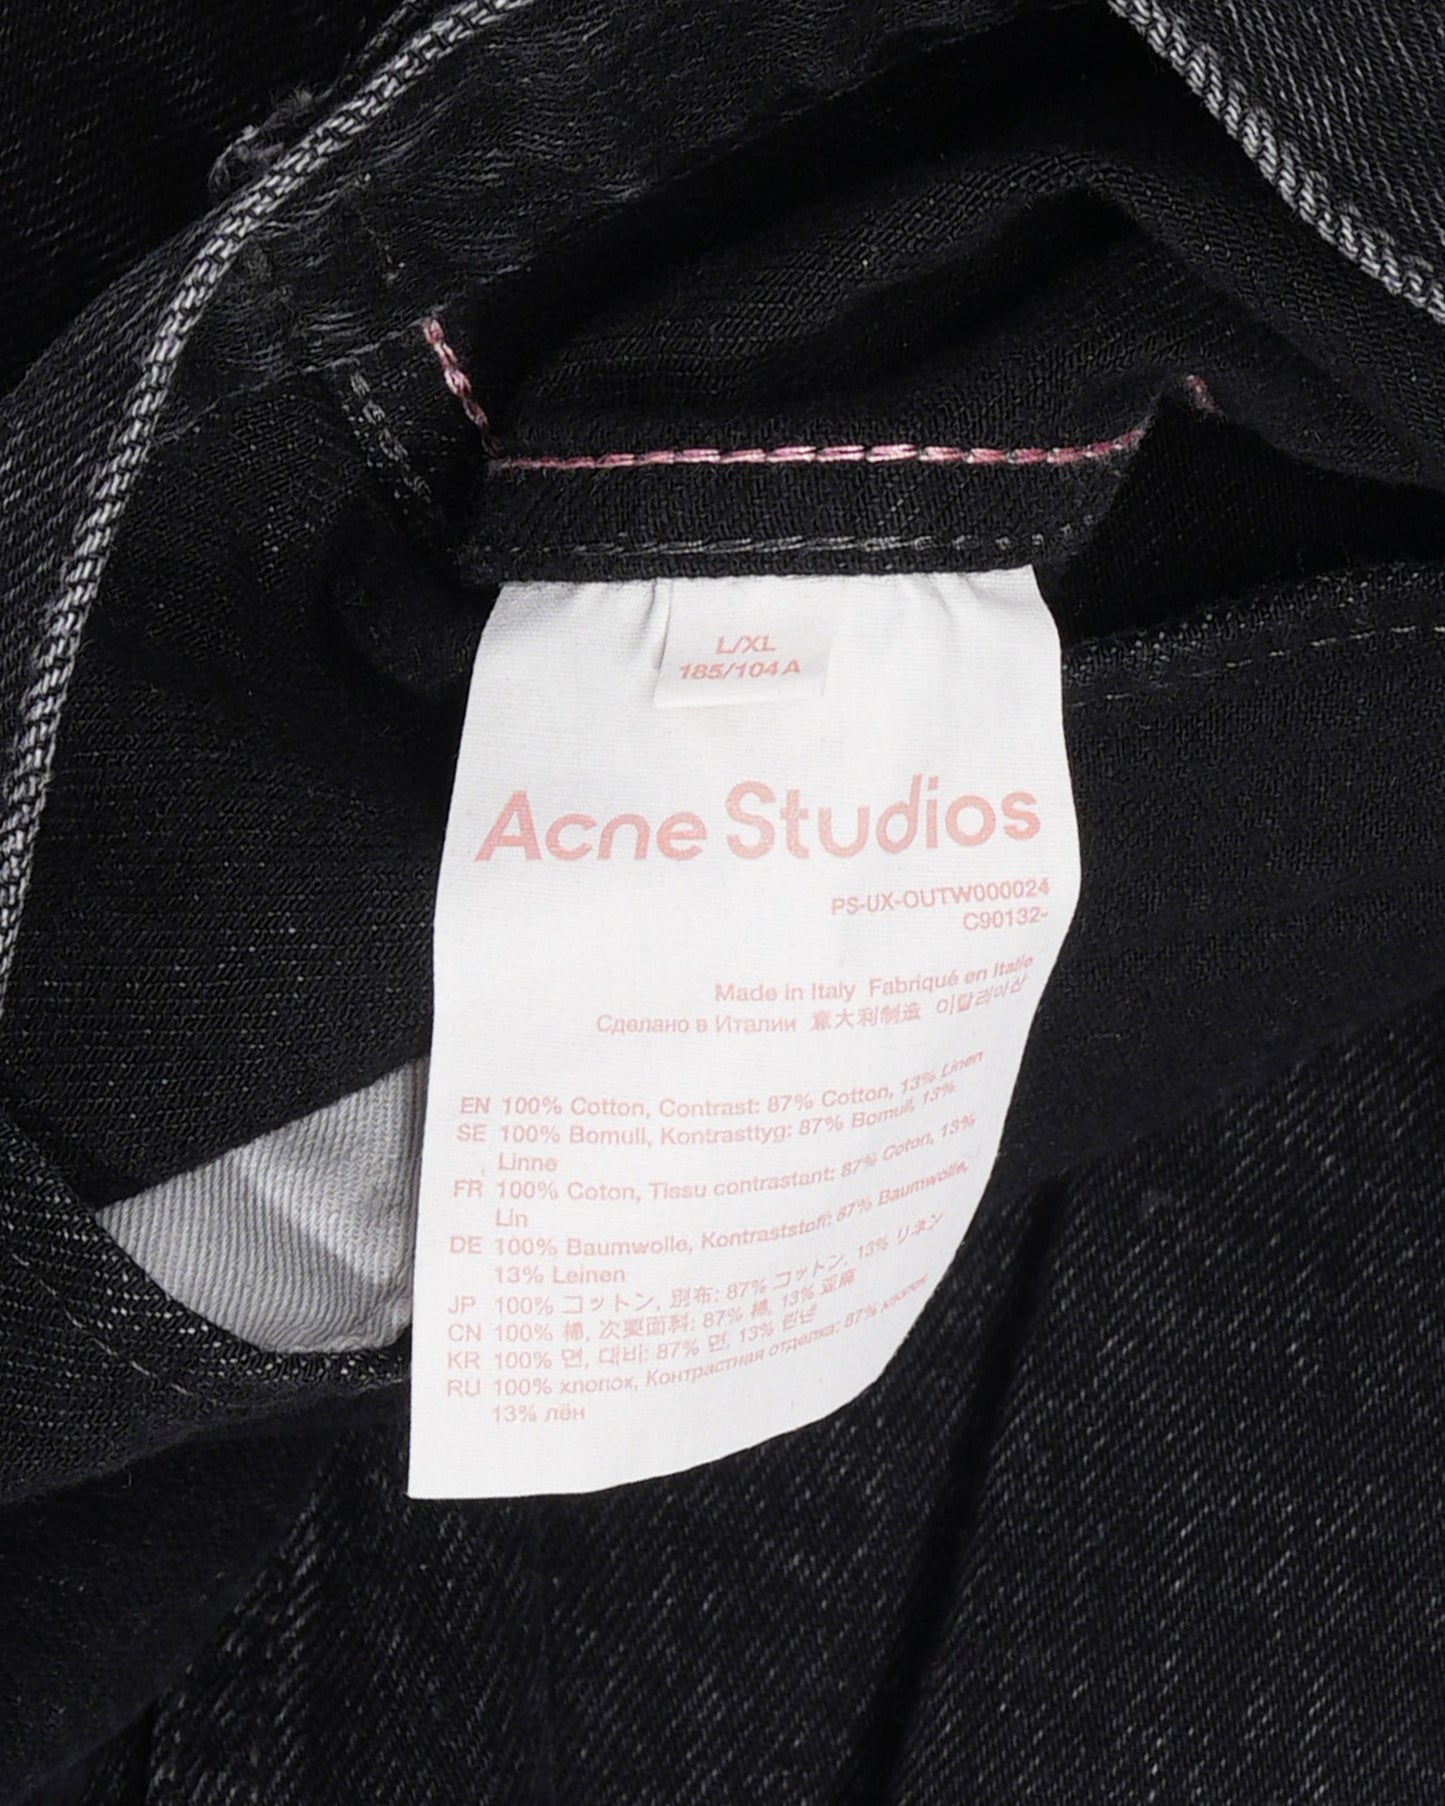 L/XL
185/104A
Acne Studios
PS-UX-OUTW000024
C90132-
Made in Italy Fabriqué en Italie
Сделано в Италии 意大利制造 이탈리아산
EN 100% Cotton, Contrast: 87% Cotton, 13% Linen
SE 100% Bomull, Kontrasttyg: 87% Bomull, 13%
Linne
FR 100% Coton, Tissu contrastant: 87% Coton, 13%
Lin
DE 100% Baumwolle, Kontraststoff: 87% Baumwolle,
13% Leinen
JP 100% コットン, 別布: 87% コットン, 13% リネン
CN 100% 棉, 次要面料: 87% 棉, 13% 亚麻
KR 100% 면, 대비: 87% 면, 13% 린넨
RU 100% хлопок, Контрастная отделка: 87% хлопок
13% лён